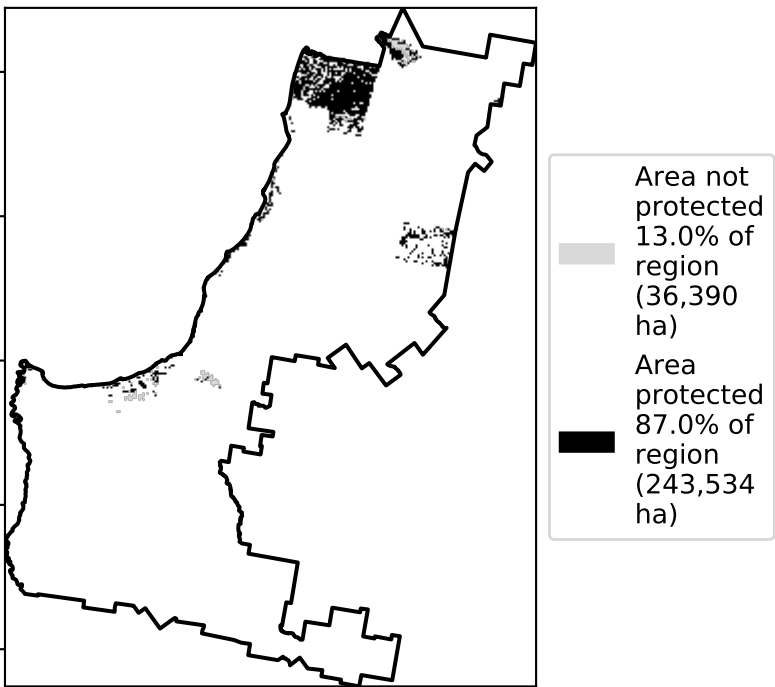 Area not
protected
13.0% of
region
(36,390
ha)
Area
protected
87.0% of
region
(243,534
ha)